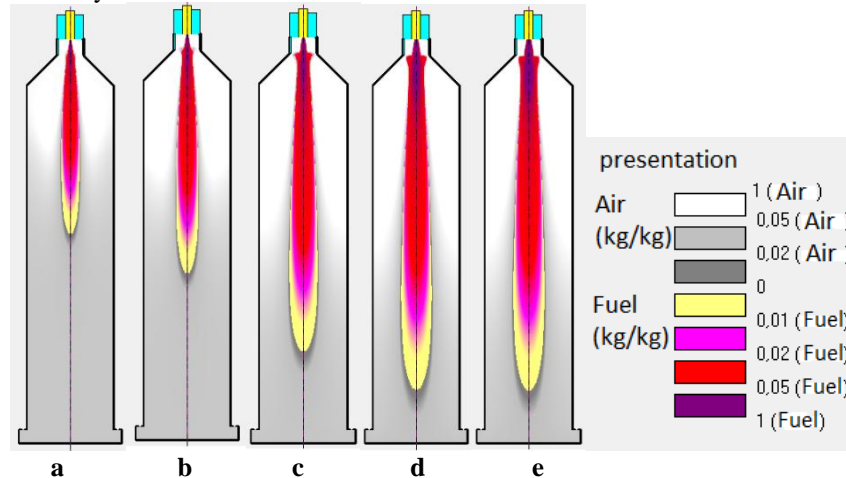 presentation
Air
(kg/kg)
1 (Air )
0,05 (Air )
0,02 (Air )
0
Fuel
(kg/kg)
0,01 (Fuel)
0,02 (Fuel)
0,05 (Fuel)
1 (Fuel)
a b c d e